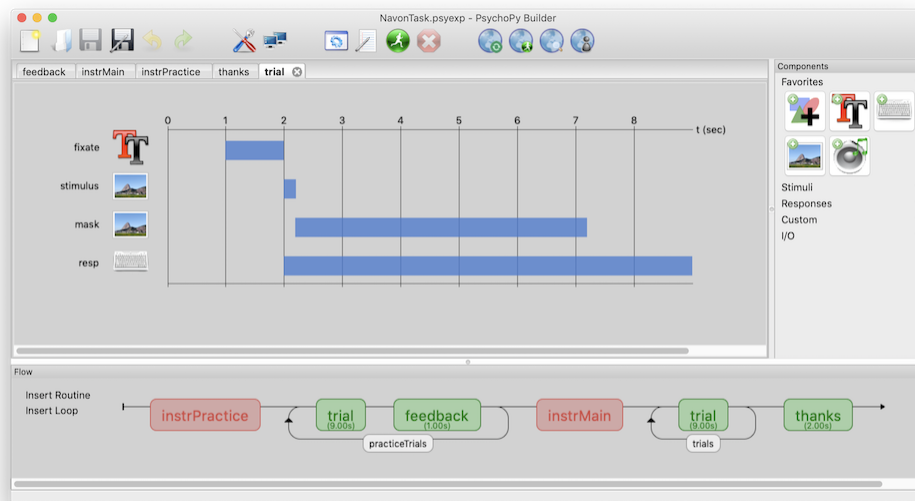 NavonTask.psyexp - PsychoPy Builder
feedback instrMain instrPractice thanks trial
Components
Favorites
Stimuli
Responses
Custom
I/O
0 1 2 3 4 5 6 7 8 t (sec)
fixate
stimulus
mask
resp
Flow
Insert Routine
Insert Loop
instrPractice
trial
(9.00s)
feedback
(1.00s)
practiceTrials
instrMain
trial
(9.00s)
trials
thanks
(2.00s)